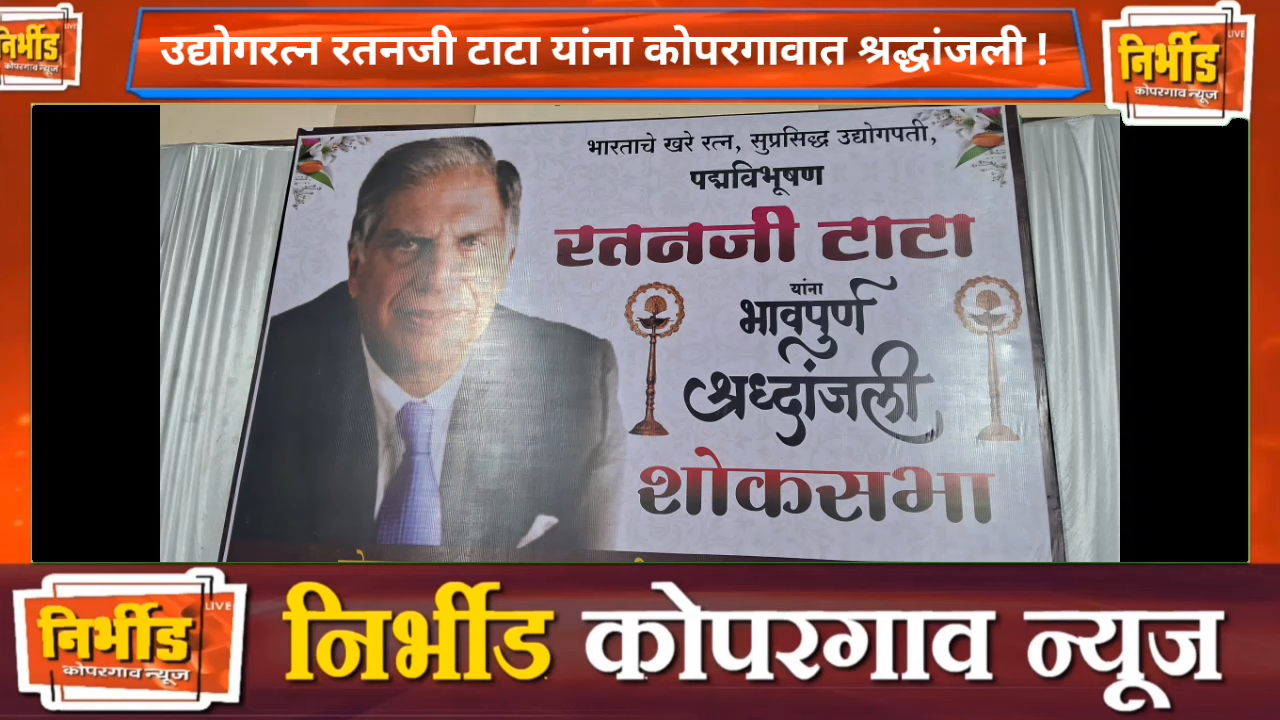 निर्भीड
कोपरगाव न्यूज
LIVE
उद्योगरत्न रतनजी टाटा यांना कोपरगावात श्रद्धांजली !
निर्भीड
LIVE
कोपरगाव न्यूज
भारताचे खरे रत्न, सुप्रसिद्ध उद्योगपती,
पद्मविभूषण
रतनजी टाटा
यांना
भावपुर्ण
श्रध्दांजली
शोकसभा
निर्भीड
LIVE
कोपरगाव न्यूज
निर्भीड कोपरगाव न्यूज